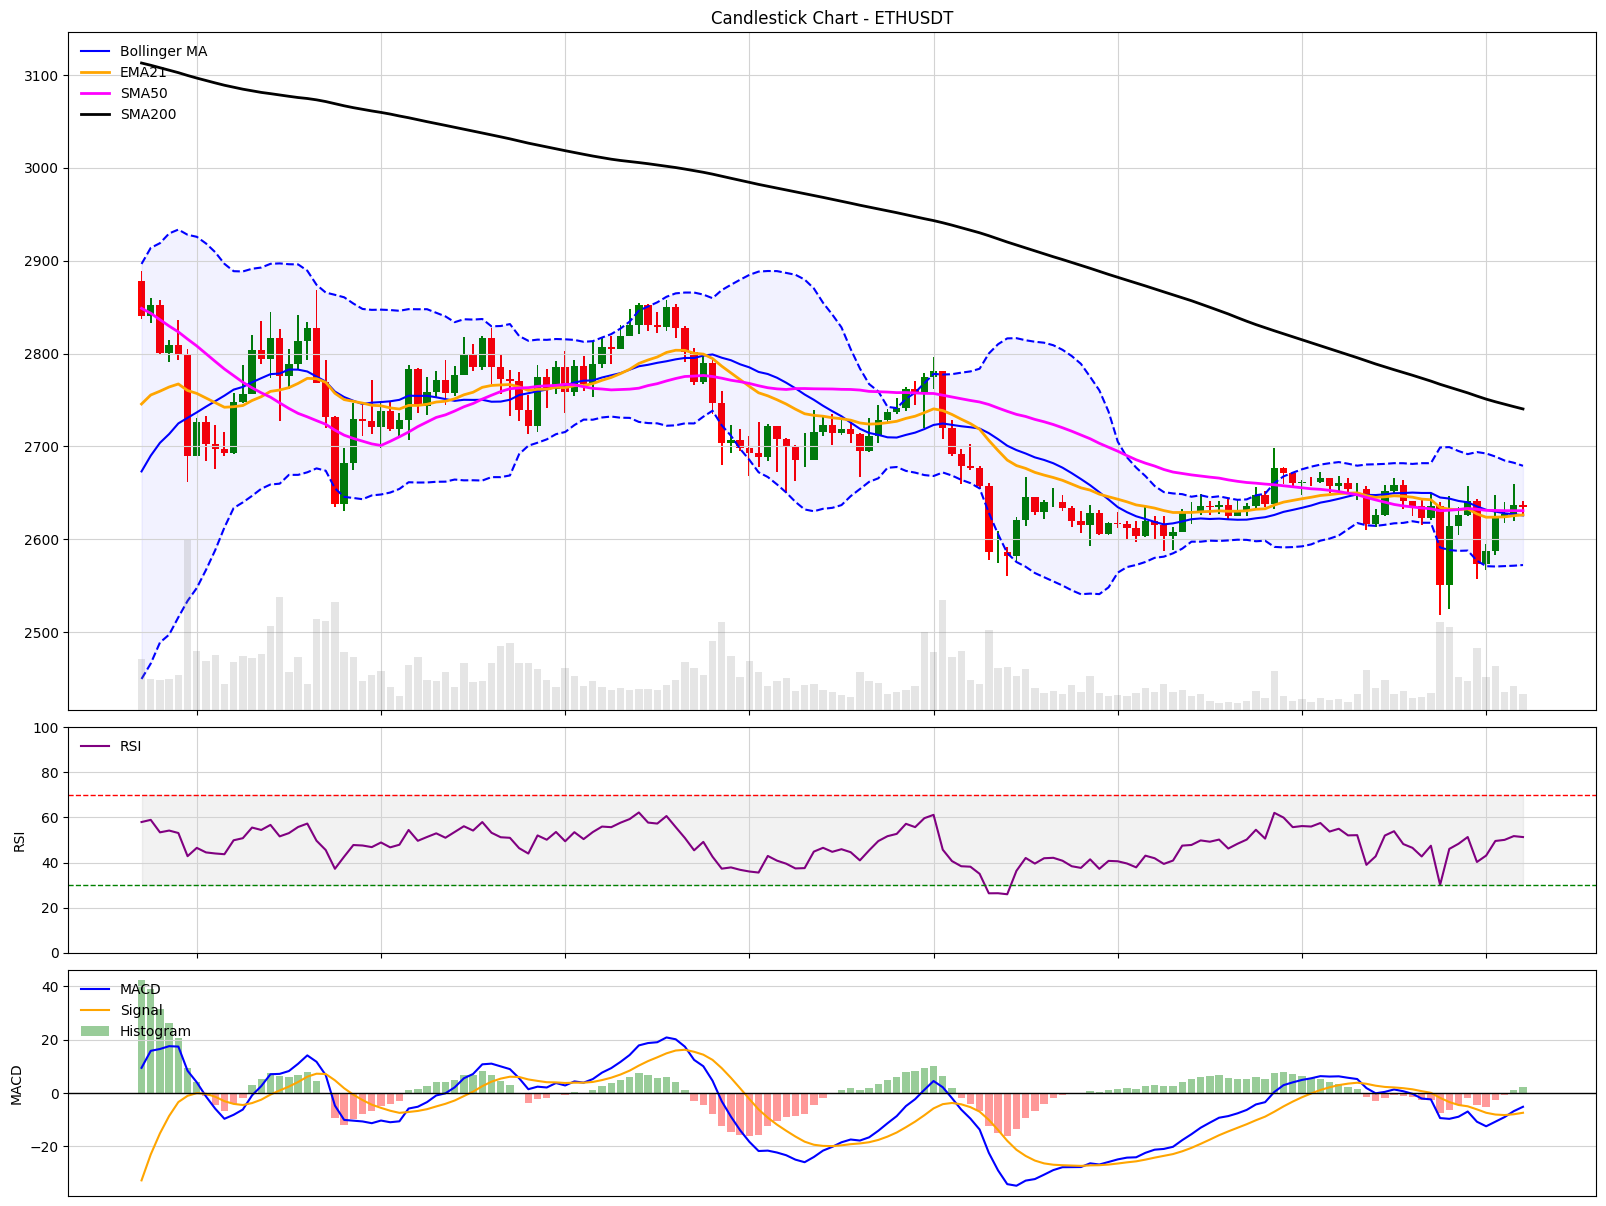 Candlestick Chart - ETHUSDT
Bollinger MA
EMA21
SMA50
SMA200
3100
3000
2900
2800
2700
2600
2500
RSI
RSI
100
80
60
40
20
0
MACD
Signal
Histogram
MACD
40
20
0
−20